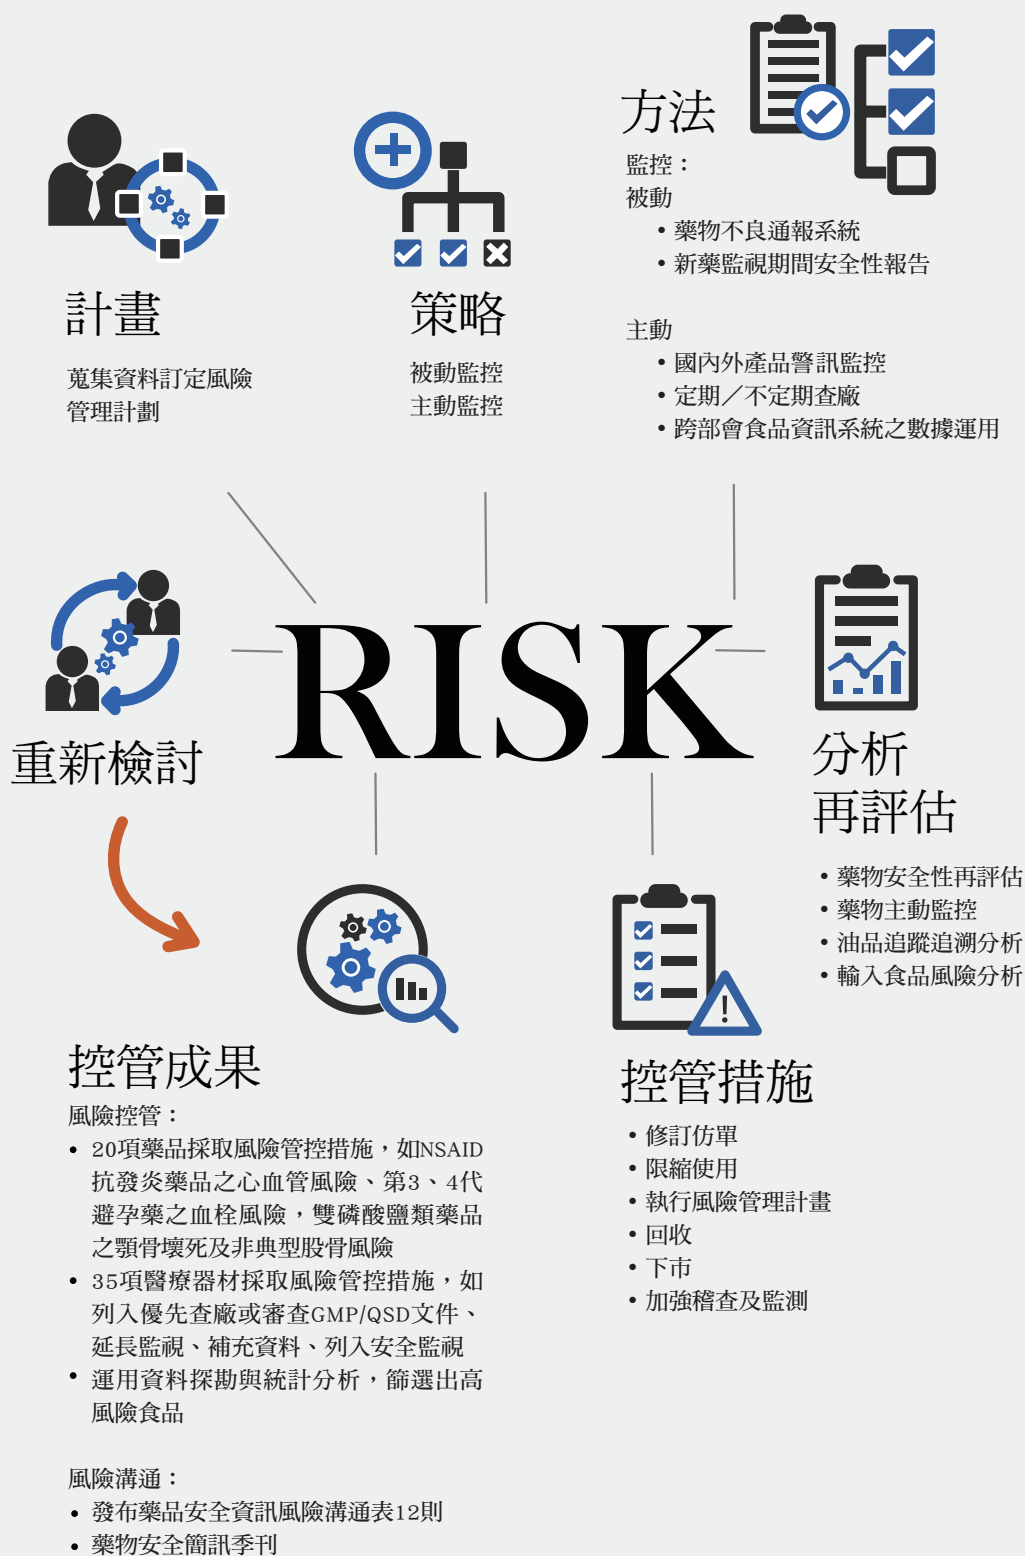 計畫
蒐集資料訂定風險
管理計劃
策略
被動監控
主動監控
方法
監控：
被動
• 藥物不良通報系統
• 新藥監視期間安全性報告
主動
• 國內外產品警訊監控
• 定期／不定期查廠
• 跨部會食品資訊系統之數據運用
RISK
重新檢討
分析
再評估
• 藥物安全性再評估
• 藥物主動監控
• 油品追蹤追溯分析
• 輸入食品風險分析
控管措施
• 修訂仿單
• 限縮使用
• 執行風險管理計畫
• 回收
• 下市
• 加強稽查及監測
控管成果
風險控管：
• 20項藥品採取風險管控措施，如NSAID
抗發炎藥品之心血管風險、第3、4代
避孕藥之血栓風險，雙磷酸鹽類藥品
之顎骨壞死及非典型股骨風險
• 35項醫療器材採取風險管控措施，如
列入優先查廠或審查GMP/QSD文件、
延長監視、補充資料、列入安全監視
• 運用資料探勘與統計分析，篩選出高
風險食品
風險溝通：
• 發布藥品安全資訊風險溝通表12則
• 藥物安全簡訊季刊